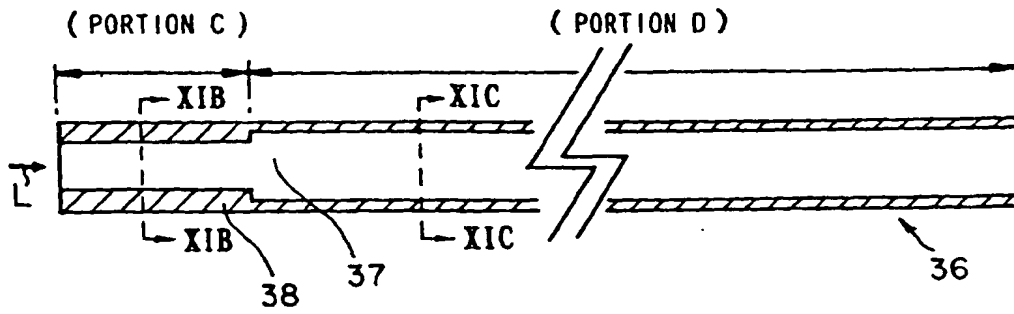 ( PORTION C ) ( PORTION D )
XIB XIC
L
XIB XIC
37 36
38